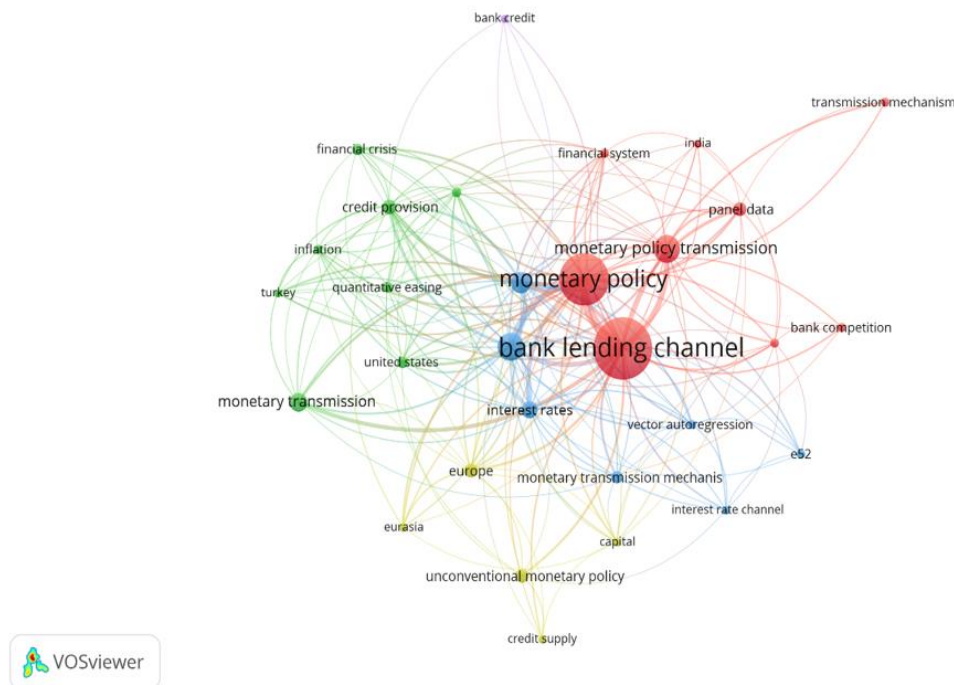 bank credit
transmission mechanism
financial crisis
financial system
india
credit provision
panel data
inflation
monetary policy transmission
monetary policy
turkey
quantitative easing
bank competition
bank lending channel
united states
monetary transmission
interest rates
vector autoregression
e52
europe
monetary transmission mechanis
interest rate channel
eurasia
capital
unconventional monetary policy
credit supply
VOSviewer